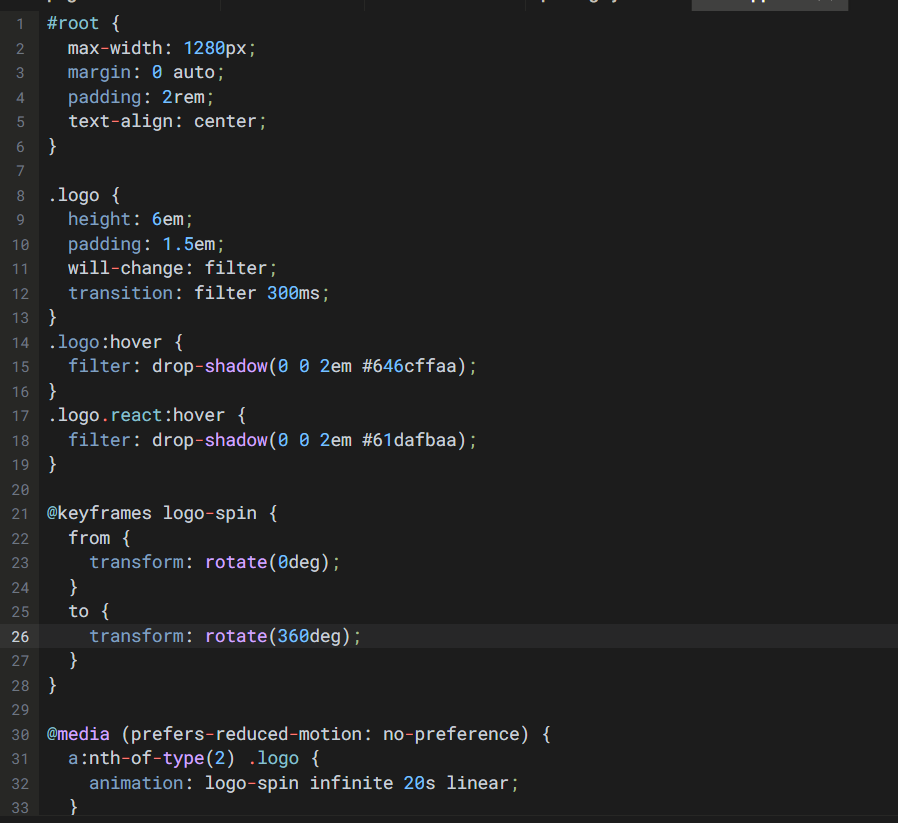 1 #root {
2   max-width: 1280px;
3   margin: 0 auto;
4   padding: 2rem;
5   text-align: center;
6 }
7
8 .logo {
9   height: 6em;
10   padding: 1.5em;
11   will-change: filter;
12   transition: filter 300ms;
13 }
14 .logo:hover {
15   filter: drop-shadow(0 0 2em #646cffaa);
16 }
17 .logo.react:hover {
18   filter: drop-shadow(0 0 2em #61dafbaa);
19 }
20
21 @keyframes logo-spin {
22   from {
23     transform: rotate(0deg);
24   }
25   to {
26     transform: rotate(360deg);
27   }
28 }
29
30 @media (prefers-reduced-motion: no-preference) {
31   a:nth-of-type(2) .logo {
32     animation: logo-spin infinite 20s linear;
33   }